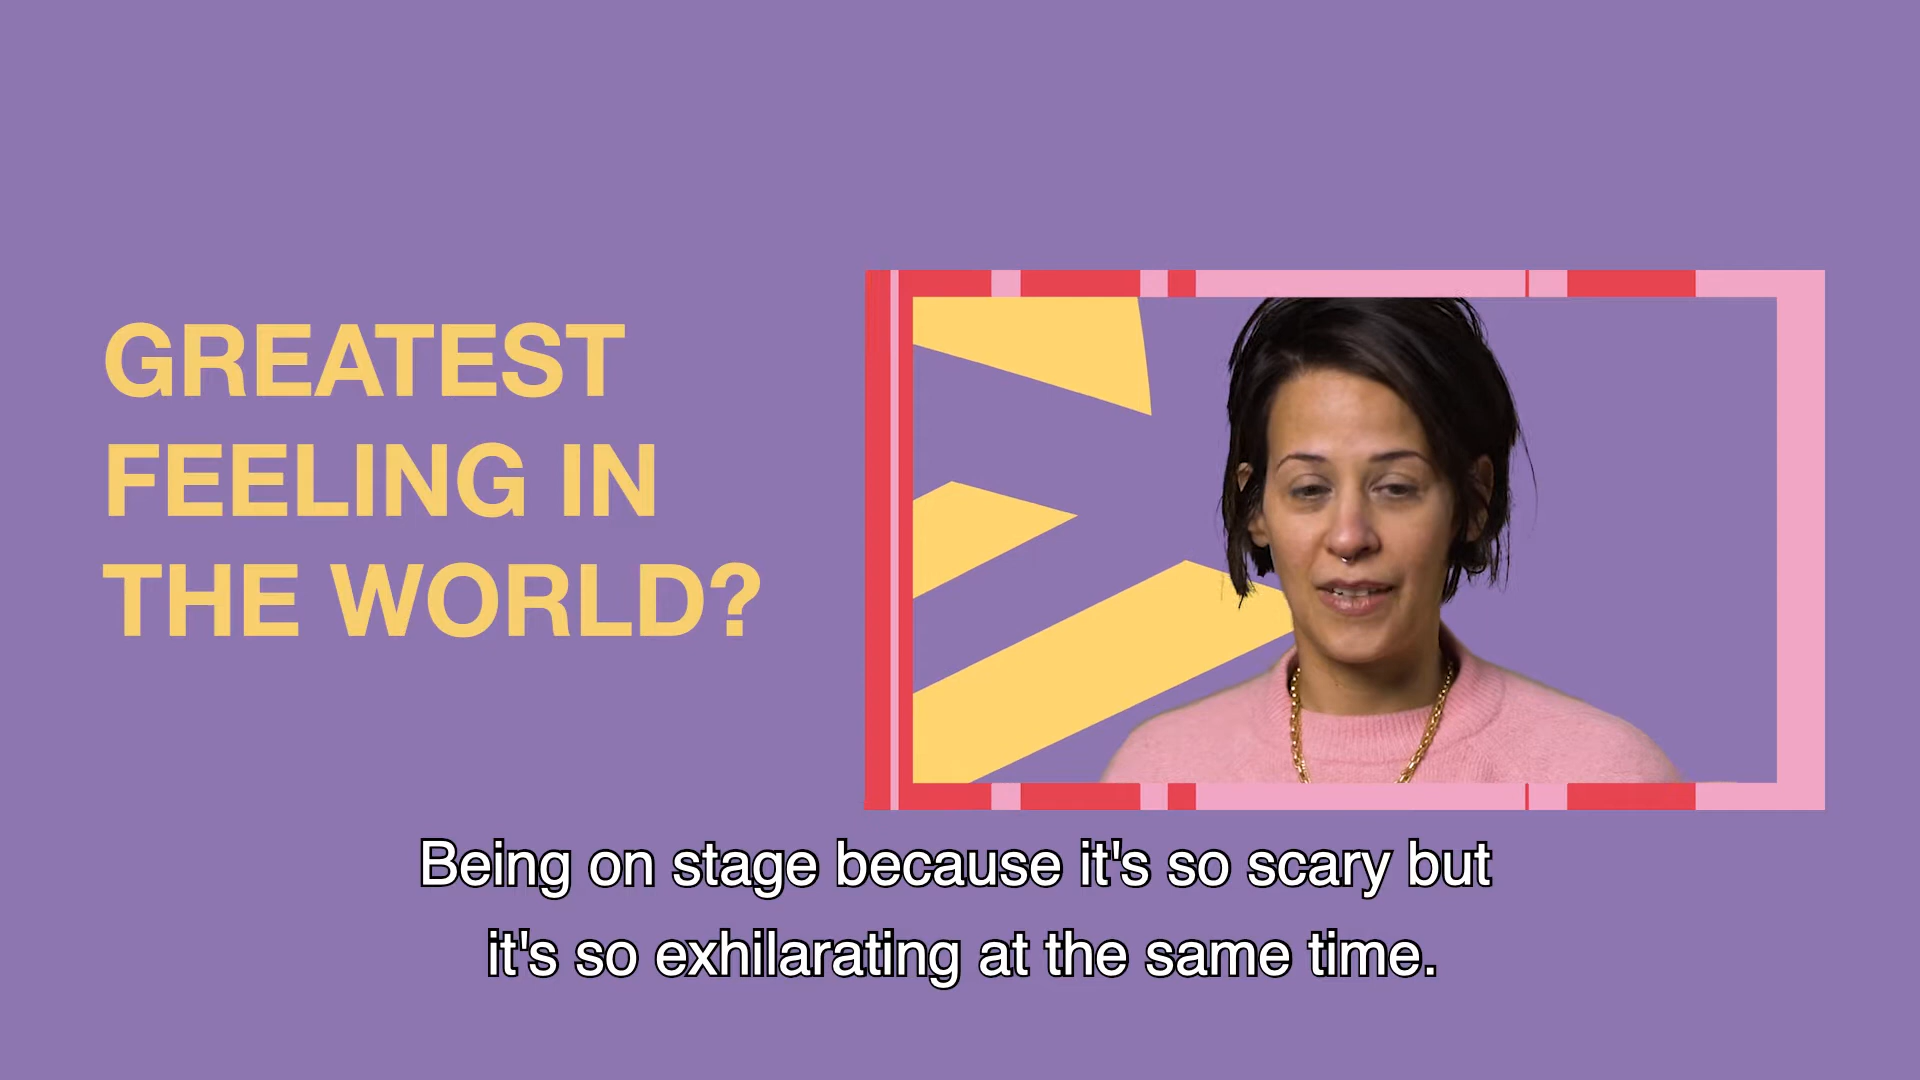 GREATEST
FEELING IN
THE WORLD?
Being on stage because it's so scary but
it's so exhilarating at the same time.